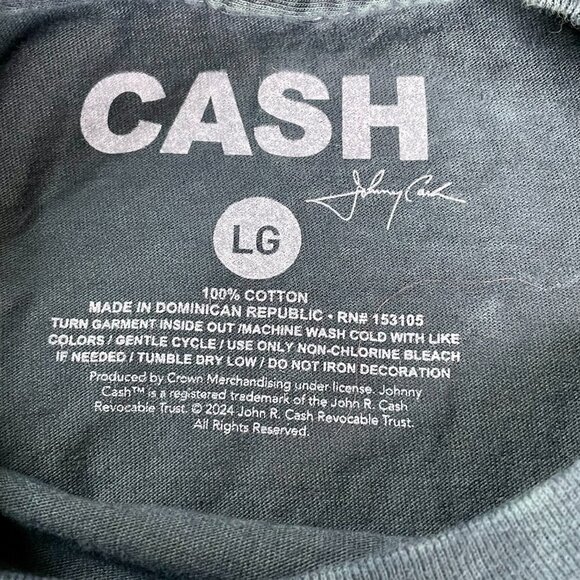 CASH
Johnny Cash
LG
100% COTTON
MADE IN DOMINICAN REPUBLIC • RN# 153105
TURN GARMENT INSIDE OUT /MACHINE WASH COLD WITH LIKE
COLORS / GENTLE CYCLE / USE ONLY NON-CHLORINE BLEACH
IF NEEDED / TUMBLE DRY LOW / DO NOT IRON DECORATION
Produced by Crown Merchandising under license. Johnny
Cash™ is a registered trademark of the John R. Cash
Revocable Trust. © 2024 John R. Cash Revocable Trust.
All Rights Reserved.